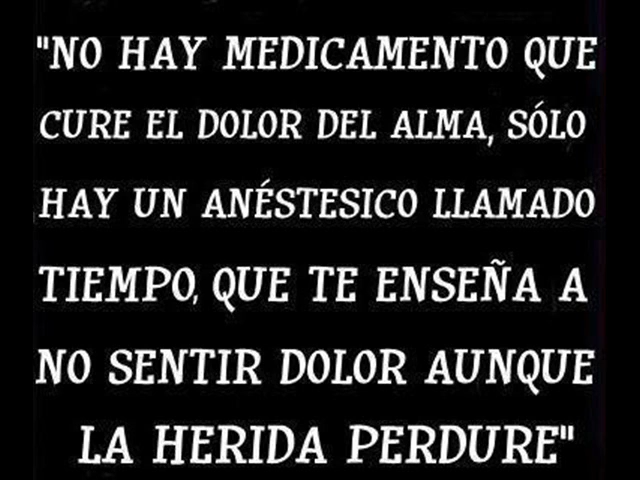 "NO HAY MEDICAMENTO QUE
CURE EL DOLOR DEL ALMA, SÓLO
HAY UN ANÉSTESICO LLAMADO
TIEMPO, QUE TE ENSEÑA A
NO SENTIR DOLOR AUNQUE
LA HERIDA PERDURE"